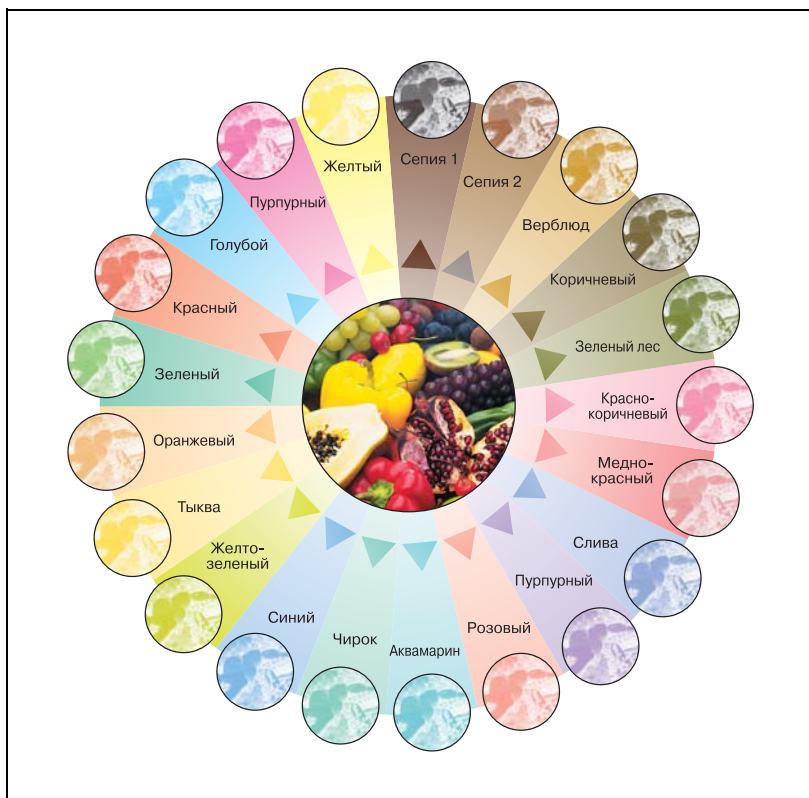 Желтый
Сепия 1
Сепия 2
Верблюд
Коричневый
Зеленый лес
Красно-
коричневый
Медно-
красный
Слива
Пурпурный
Розовый
Аквамарин
Чирок
Синий
Желто-
зеленый
Тыква
Оранжевый
Зеленый
Красный
Голубой
Пурпурный